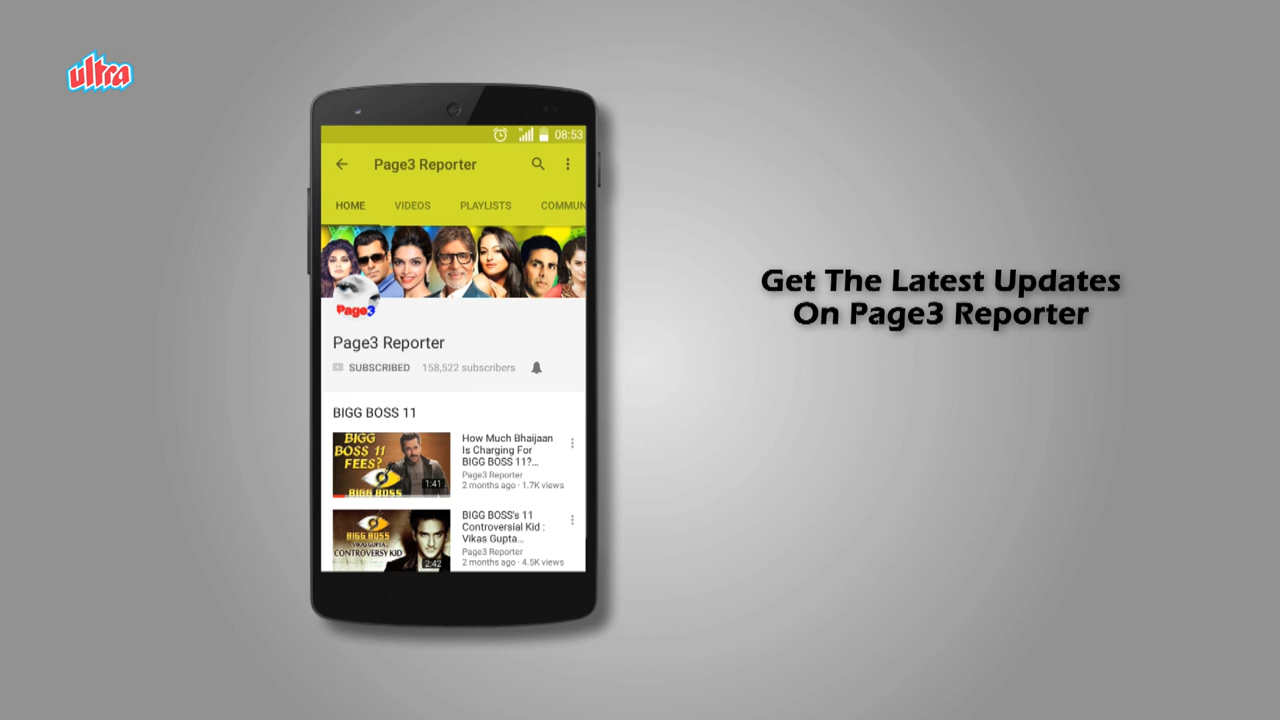 ultra
08:53
Page3 Reporter
HOME VIDEOS PLAYLISTS COMMUN
Page3
Page3 Reporter
SUBSCRIBED 158,522 subscribers
BIGG BOSS 11
BIGG
BOSS 11
FEES?
BIGG BOSS
1:41
How Much Bhaijaan
Is Charging For
BIGG BOSS 11?...
Page3 Reporter
2 months ago · 1.7K views
BIGG BOSS
VIKAS GUPTA
CONTROVERSY KID
2:42
BIGG BOSS's 11
Controversial Kid :
Vikas Gupta...
Page3 Reporter
2 months ago · 4.5K views
Get The Latest Updates
On Page3 Reporter